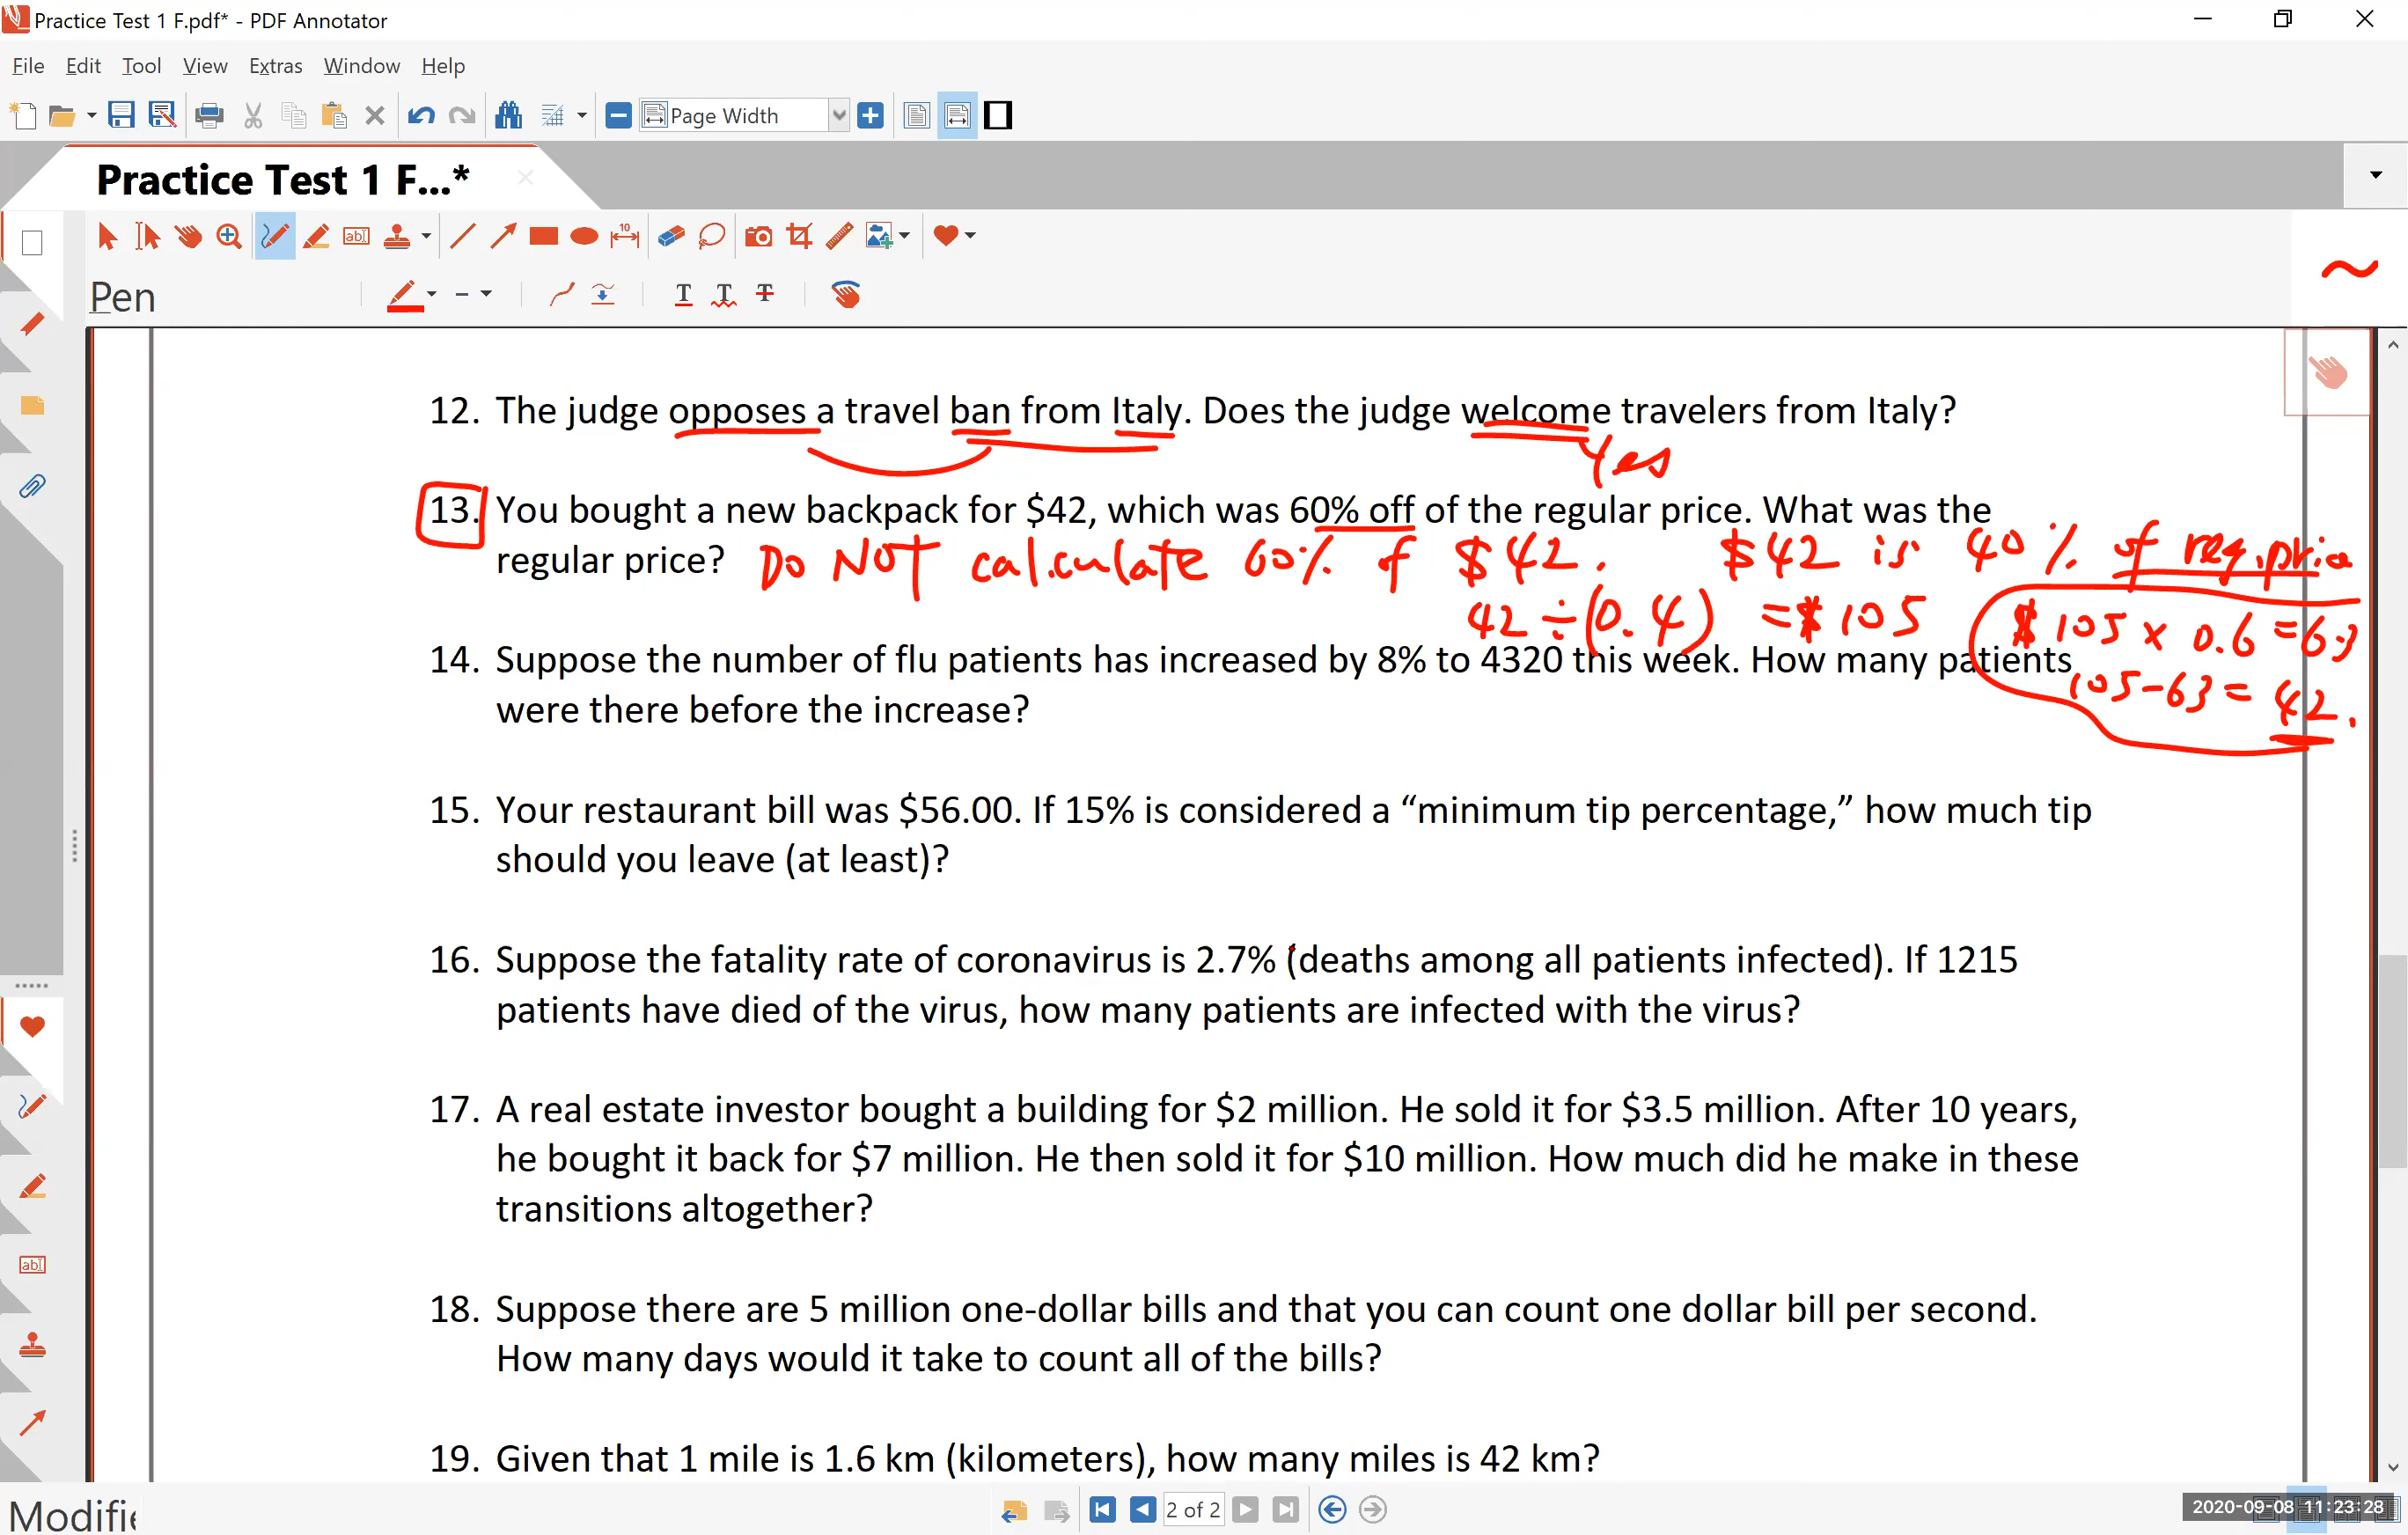 Practice Test 1 F.pdf* - PDF Annotator
File Edit Tool View Extras Window Help
Page Width
Practice Test 1 F...*
Pen
12. The judge opposes a travel ban from Italy. Does the judge welcome travelers from Italy?
Yes
13. You bought a new backpack for $42, which was 60% off of the regular price. What was the
regular price? Do NOT calculate 60% of $42. $42 is 40% of reg. price
42 ÷ (0.4) = $105 $105 x 0.6 = 63
14. Suppose the number of flu patients has increased by 8% to 4320 this week. How many patients
105-63 = 42.
were there before the increase?
15. Your restaurant bill was $56.00. If 15% is considered a “minimum tip percentage,” how much tip
should you leave (at least)?
16. Suppose the fatality rate of coronavirus is 2.7% (deaths among all patients infected). If 1215
patients have died of the virus, how many patients are infected with the virus?
17. A real estate investor bought a building for $2 million. He sold it for $3.5 million. After 10 years,
he bought it back for $7 million. He then sold it for $10 million. How much did he make in these
transitions altogether?
18. Suppose there are 5 million one-dollar bills and that you can count one dollar bill per second.
How many days would it take to count all of the bills?
19. Given that 1 mile is 1.6 km (kilometers), how many miles is 42 km?
Modifie
2 of 2
2020-09-08 11:23:28